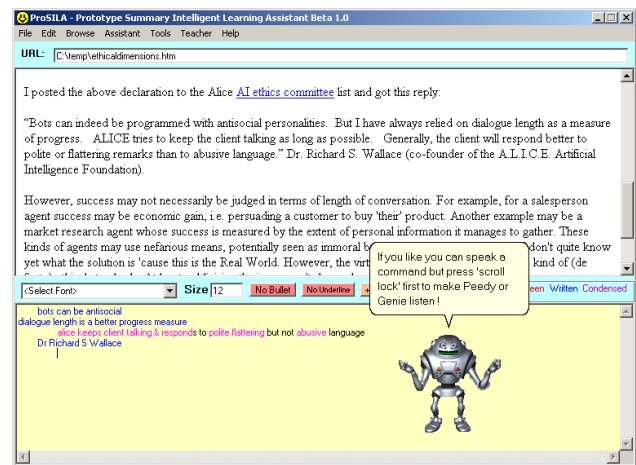 ProSILA - Prototype Summary Intelligent Learning Assistant Beta 1.0
File Edit Browse Assistant Tools Teacher Help
URL: C:\temp\ethicaldimensions.htm
I posted the above declaration to the Alice AI ethics committee list and got this reply:
"Bots can indeed be programmed with antisocial personalities. But I have always relied on dialogue length as a measure
of progress. ALICE tries to keep the client talking as long as possible. Generally, the client will respond better to
polite or flattering remarks than to abusive language." Dr. Richard S. Wallace (co-founder of the A.L.I.C.E. Artificial
Intelligence Foundation).
However, success may not necessarily be judged in terms of length of conversation. For example, for a salesperson
agent success may be economic gain, i.e. persuading a customer to buy 'their' product. Another example may be a
market research agent whose success is measured by the extent of personal information it manages to gather. These
kinds of agents may use nefarious means, potentially seen as immoral b don't quite know
yet what the solution is 'cause this is the Real World. However, the virt kind of (de
If you like you can speak a
command but press 'scroll
lock' first to make Peedy or
Genie listen !
<Select Font> Size 12 No Bullet No Underline een Written Condensed
bots can be antisocial
dialogue length is a better progress measure
alice keeps client talking & responds to polite flattering but not abusive language
Dr Richard S Wallace